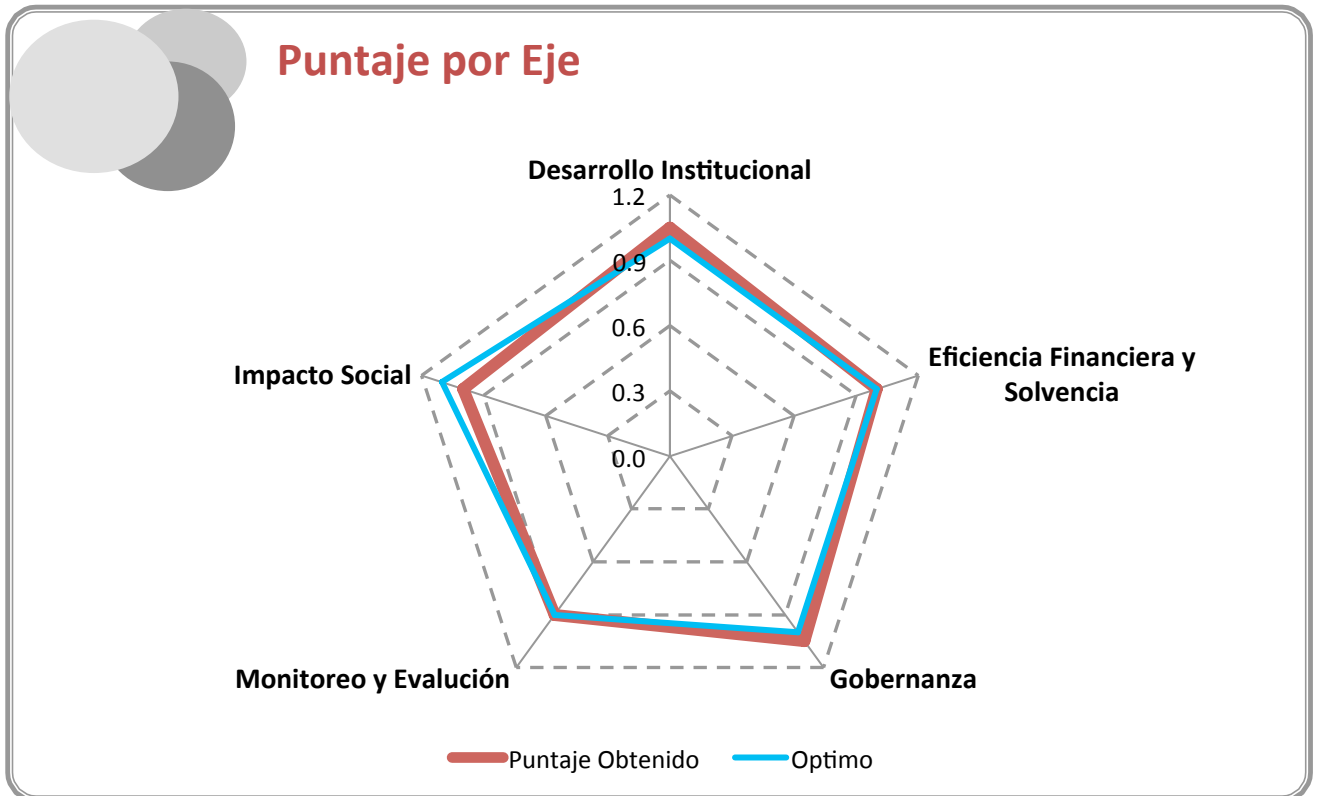 Puntaje por Eje
Desarrollo Institucional
1.2
0.9
0.6
0.3
0.0
Eficiencia Financiera y
Solvencia
Impacto Social
Monitoreo y Evalución
Gobernanza
Puntaje Obtenido
Optimo